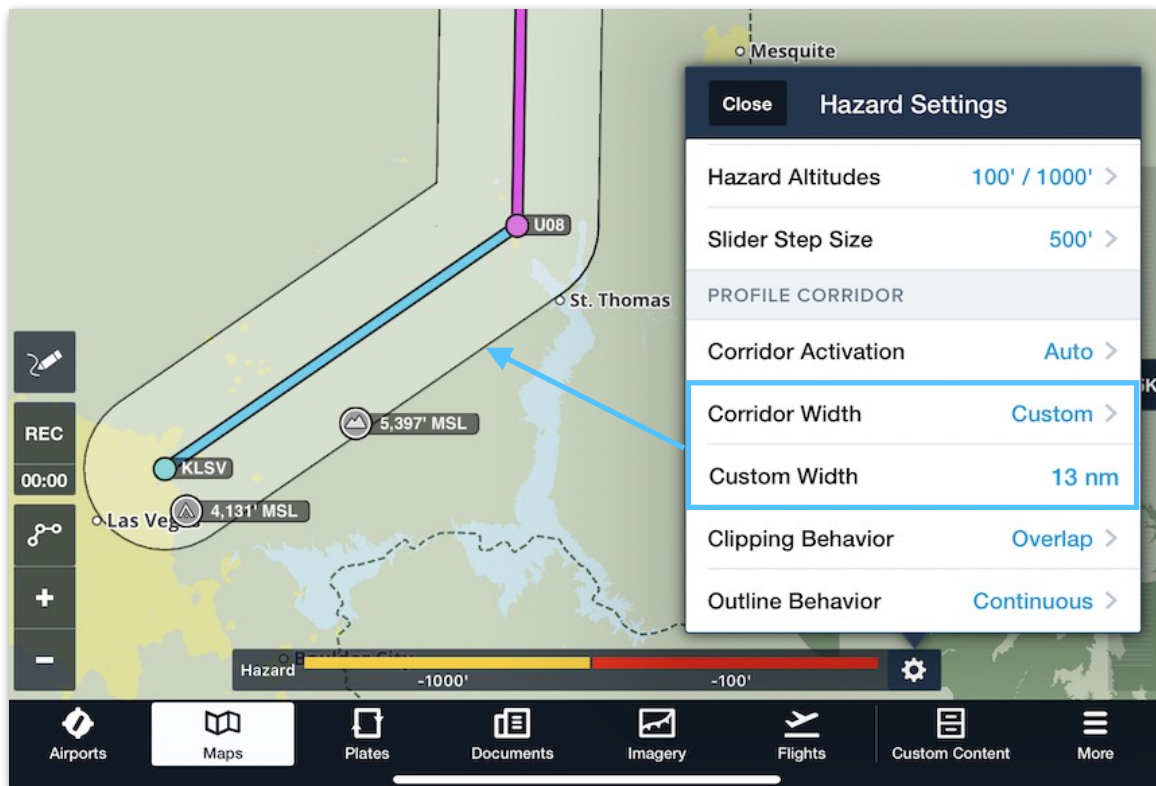 Mesquite
Close Hazard Settings
Hazard Altitudes 100' / 1000' >
Slider Step Size 500' >
PROFILE CORRIDOR
Corridor Activation Auto >
Corridor Width Custom >
Custom Width 13 nm
Clipping Behavior Overlap >
Outline Behavior Continuous >
U08
St. Thomas
5,397' MSL
KLSV
4,131' MSL
Las Vegas
REC
00:00
+
−
Hazard
-1000' -100'
Airports Maps Plates Documents Imagery Flights Custom Content More